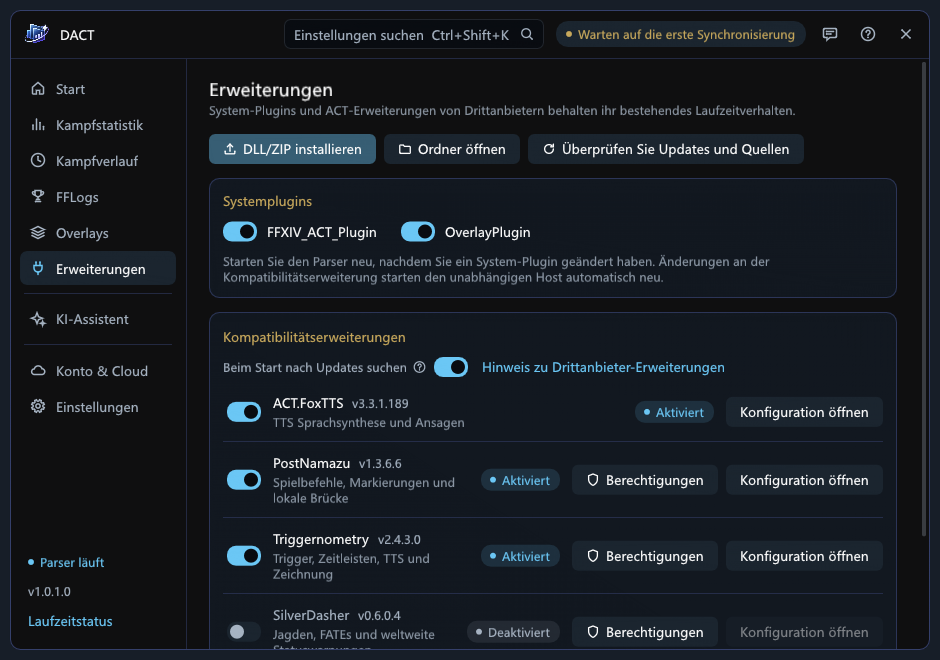 DACT
Einstellungen suchen Ctrl+Shift+K
Warten auf die erste Synchronisierung
Start
Kampfstatistik
Kampfverlauf
FFLogs
Overlays
Erweiterungen
KI-Assistent
Konto & Cloud
Einstellungen
Parser läuft
v1.0.1.0
Laufzeitstatus
Erweiterungen
System-Plugins und ACT-Erweiterungen von Drittanbietern behalten ihr bestehendes Laufzeitverhalten.
DLL/ZIP installieren
Ordner öffnen
Überprüfen Sie Updates und Quellen
Systemplugins
FFXIV_ACT_Plugin
OverlayPlugin
Starten Sie den Parser neu, nachdem Sie ein System-Plugin geändert haben. Änderungen an der
Kompatibilitätserweiterung starten den unabhängigen Host automatisch neu.
Kompatibilitätserweiterungen
Beim Start nach Updates suchen
Hinweis zu Drittanbieter-Erweiterungen
ACT.FoxTTS v3.3.1.189
TTS Sprachsynthese und Ansagen
Aktiviert
Konfiguration öffnen
PostNamazu v1.3.6.6
Spielbefehle, Markierungen und
lokale Brücke
Aktiviert
Berechtigungen
Konfiguration öffnen
Triggernometry v2.4.3.0
Trigger, Zeitleisten, TTS und
Zeichnung
Aktiviert
Berechtigungen
Konfiguration öffnen
SilverDasher v0.6.0.4
Jagden, FATEs und weltweite
Deaktiviert
Berechtigungen
Konfiguration öffnen